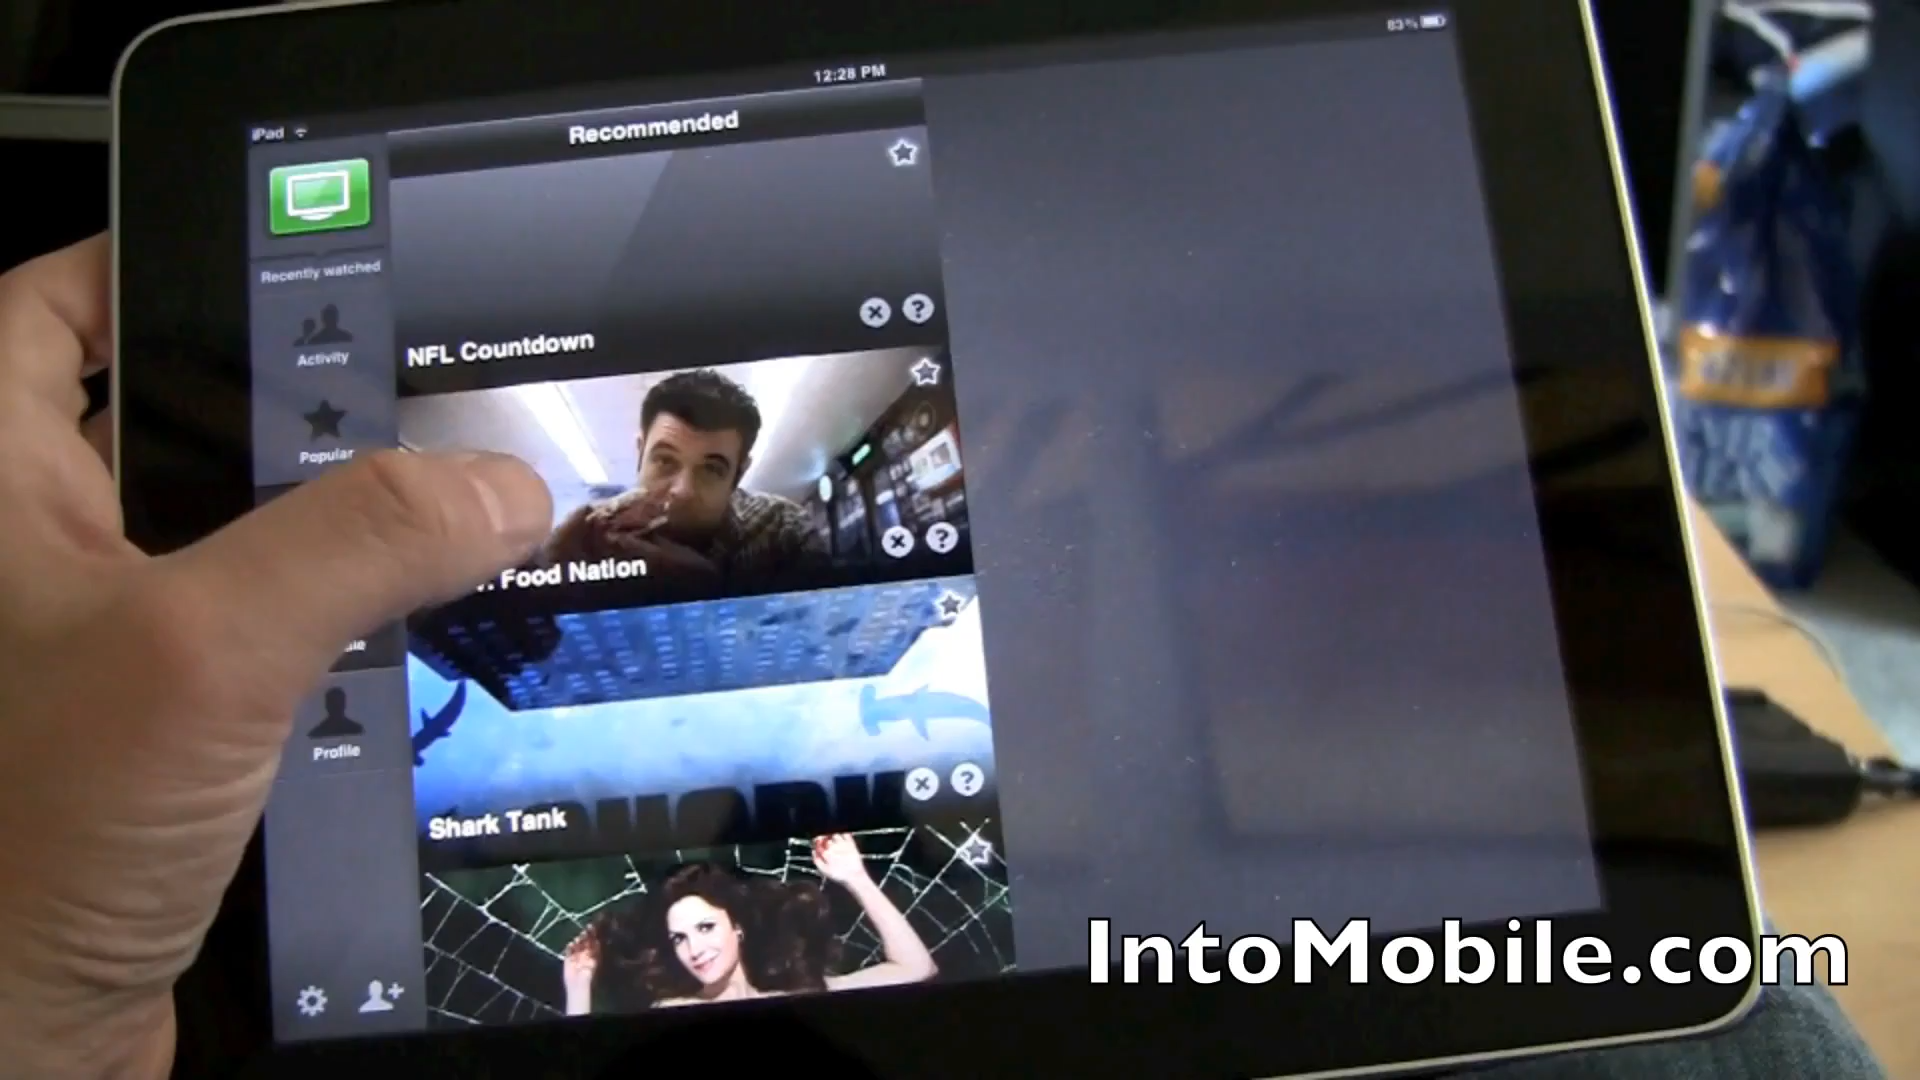 12:28 PM
83%
iPad
Recommended
Recently watched
Activity
NFL Countdown
Popular
Food Nation
Profile
Shark Tank
IntoMobile.com